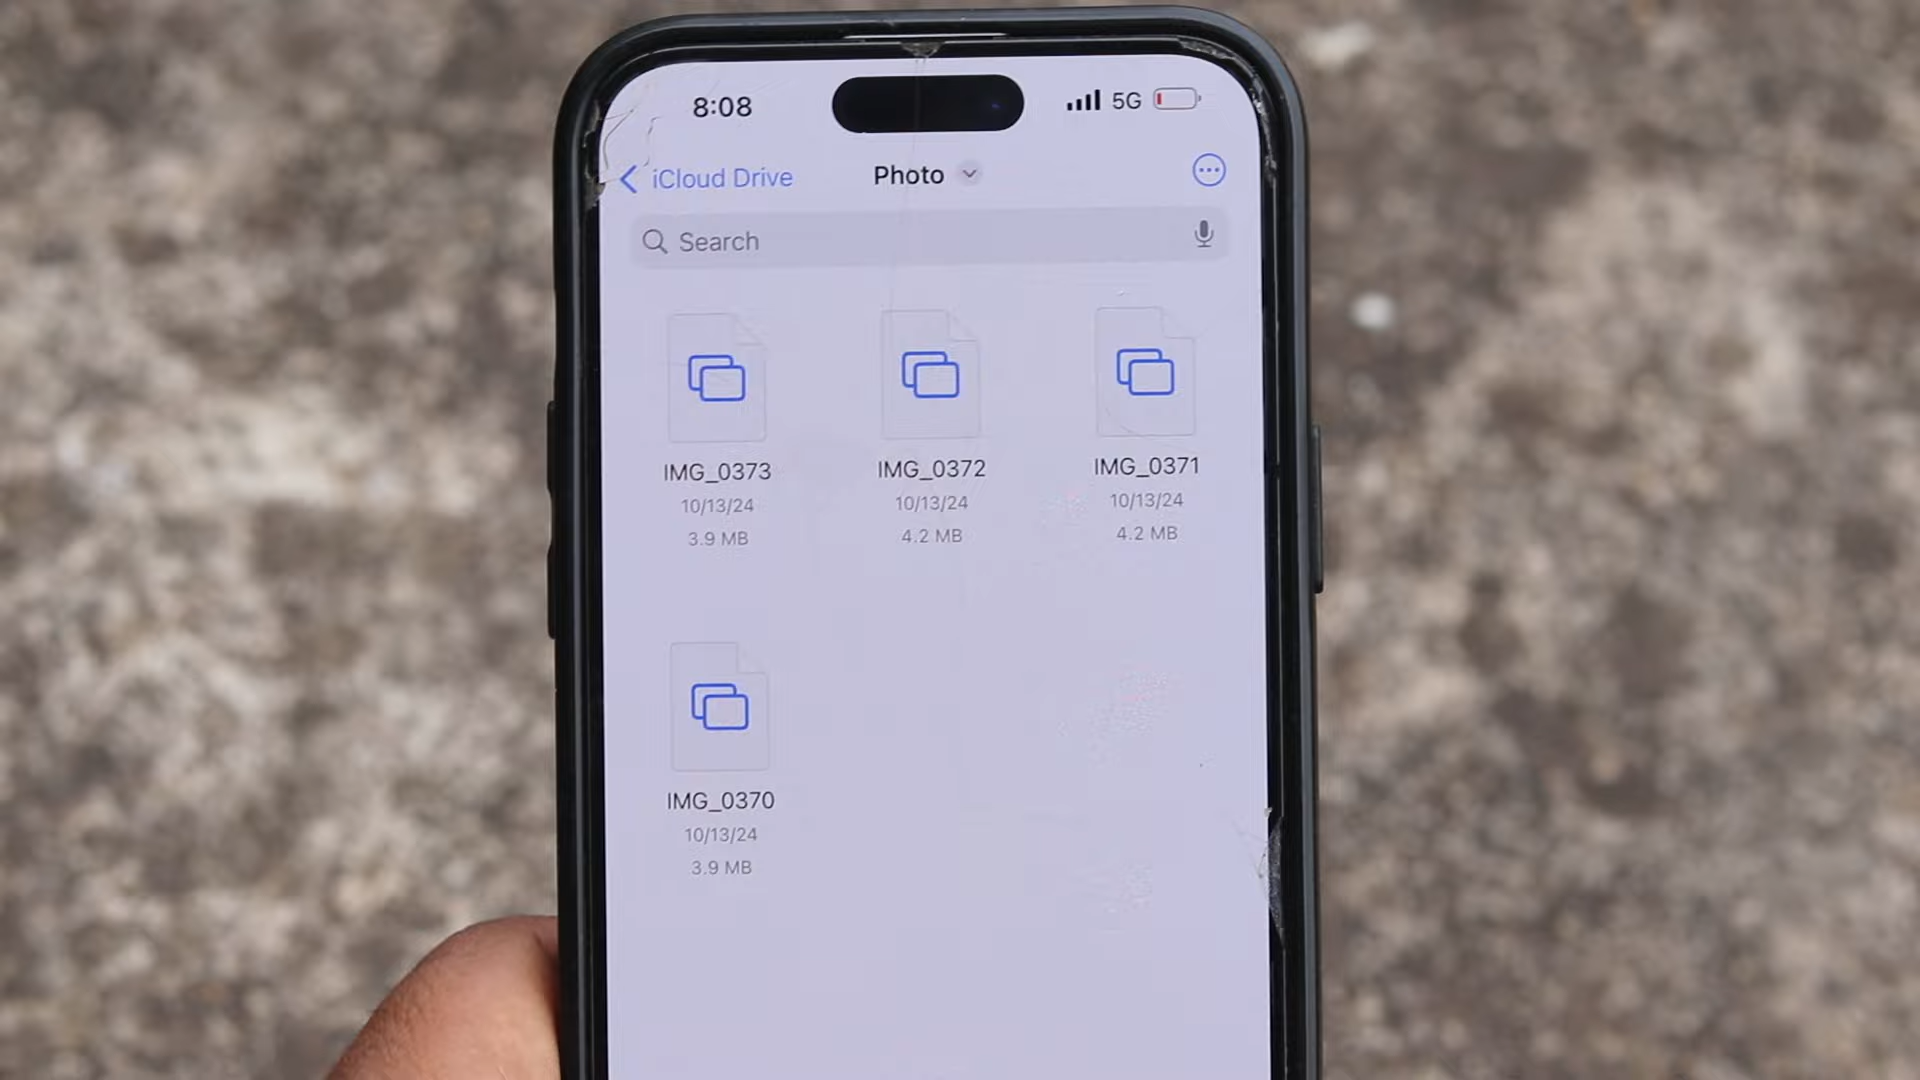 8:08 5G
iCloud Drive Photo
Search
IMG_0373 IMG_0372 IMG_0371
10/13/24 10/13/24 10/13/24
3.9 MB 4.2 MB 4.2 MB
IMG_0370
10/13/24
3.9 MB